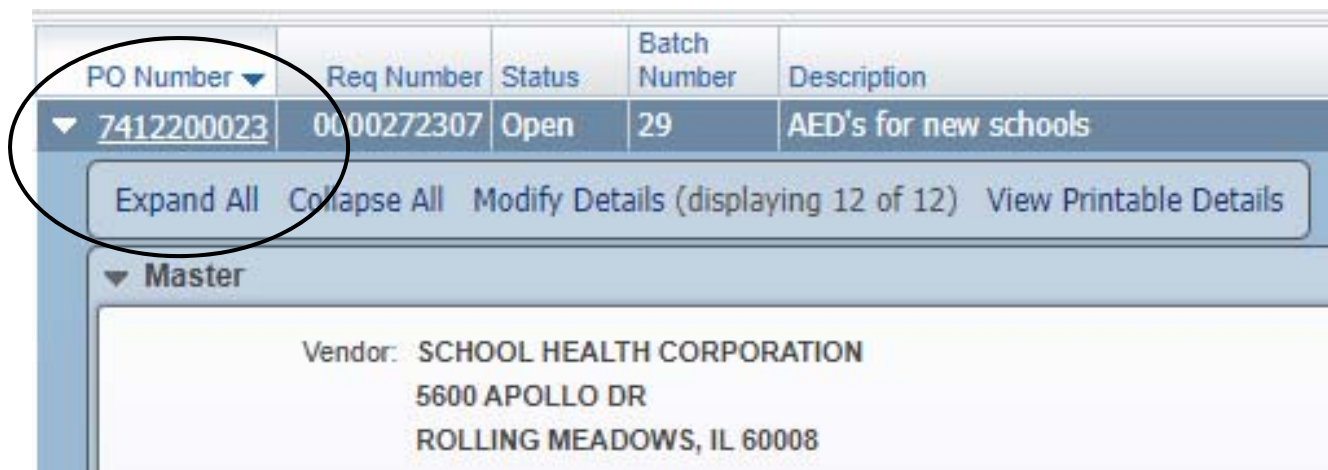 PO Number Req Number Status Batch Number Description
7412200023 0000272307 Open 29 AED's for new schools
Expand All Collapse All Modify Details (displaying 12 of 12) View Printable Details
Master
Vendor: SCHOOL HEALTH CORPORATION
5600 APOLLO DR
ROLLING MEADOWS, IL 60008